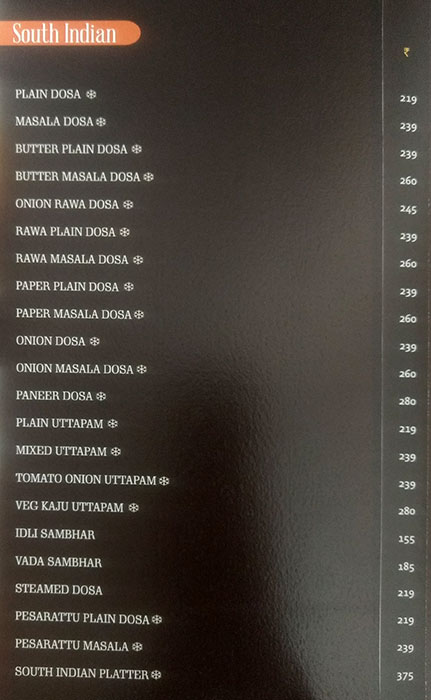 South Indian
₹
PLAIN DOSA ❄ 219
MASALA DOSA ❄ 239
BUTTER PLAIN DOSA ❄ 239
BUTTER MASALA DOSA ❄ 260
ONION RAWA DOSA ❄ 245
RAWA PLAIN DOSA ❄ 239
RAWA MASALA DOSA ❄ 260
PAPER PLAIN DOSA ❄ 239
PAPER MASALA DOSA ❄ 260
ONION DOSA ❄ 239
ONION MASALA DOSA ❄ 260
PANEER DOSA ❄ 280
PLAIN UTTAPAM ❄ 219
MIXED UTTAPAM ❄ 239
TOMATO ONION UTTAPAM ❄ 239
VEG KAJU UTTAPAM ❄ 280
IDLI SAMBHAR 155
VADA SAMBHAR 185
STEAMED DOSA 219
PESARATTU PLAIN DOSA ❄ 219
PESARATTU MASALA ❄ 239
SOUTH INDIAN PLATTER ❄ 375